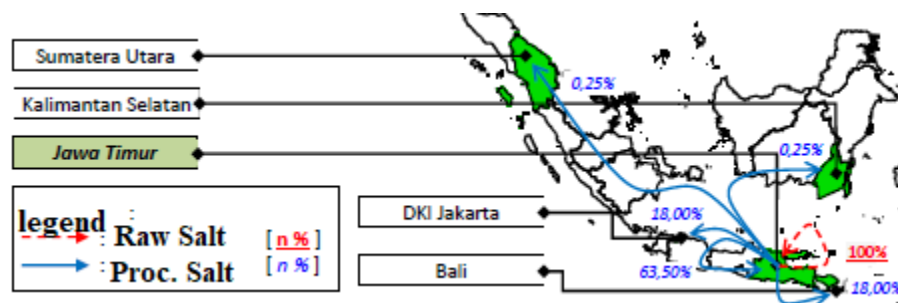 Sumatera Utara
0,25%
Kalimantan Selatan
Jawa Timur
0,25%
legend :
Raw Salt [ n % ]
: Proc. Salt [ n % ]
DKI Jakarta
18,00%
100%
Bali
63,50%
18,00%